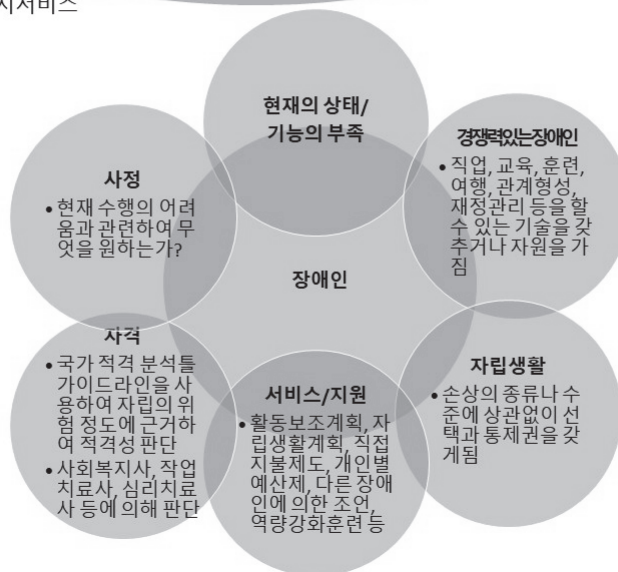 현재의 상태/
기능의 부족
경쟁력있는장애인
• 직업, 교육, 훈련,
여행, 관계형성,
재정관리 등을 할
수 있는 기술을 갖
추거나 자원을 가
짐
사정
• 현재 수행의 어려
움과 관련하여 무
엇을 원하는가?
장애인
자격
• 국가 적격 분석틀
가이드라인을 사
용하여 자립의 위
험 정도에 근거하
여 적격성 판단
• 사회복지사, 작업
치료사, 심리치료
사 등에 의해 판단
서비스/지원
• 활동보조계획, 자
립생활계획, 직접
지불제도, 개인별
예산제, 다른 장애
인에 의한 조언,
역량강화훈련 등
자립생활
• 손상의 종류나 수
준에 상관없이 선
택과 통제권을 갖
게됨